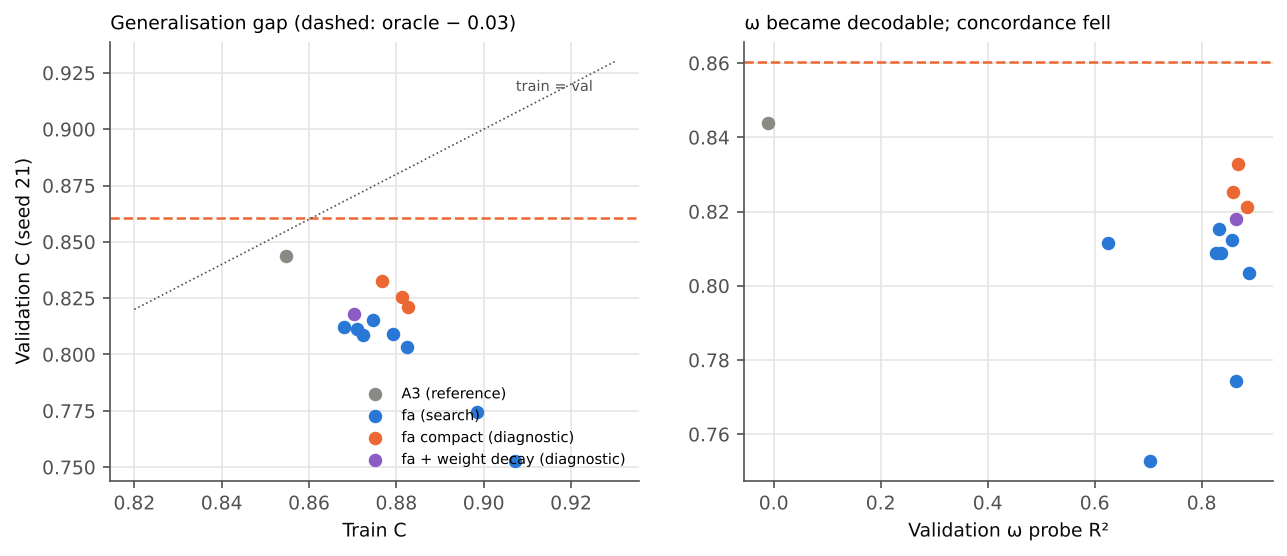 Generalisation gap (dashed: oracle − 0.03)
0.925
0.900
0.875
0.850
0.825
0.800
0.775
0.750
Validation C (seed 21)
train = val
A3 (reference)
fa (search)
fa compact (diagnostic)
fa + weight decay (diagnostic)
0.82 0.84 0.86 0.88 0.90 0.92
Train C
ω became decodable; concordance fell
0.86
0.84
0.82
0.80
0.78
0.76
0.0 0.2 0.4 0.6 0.8
Validation ω probe R²